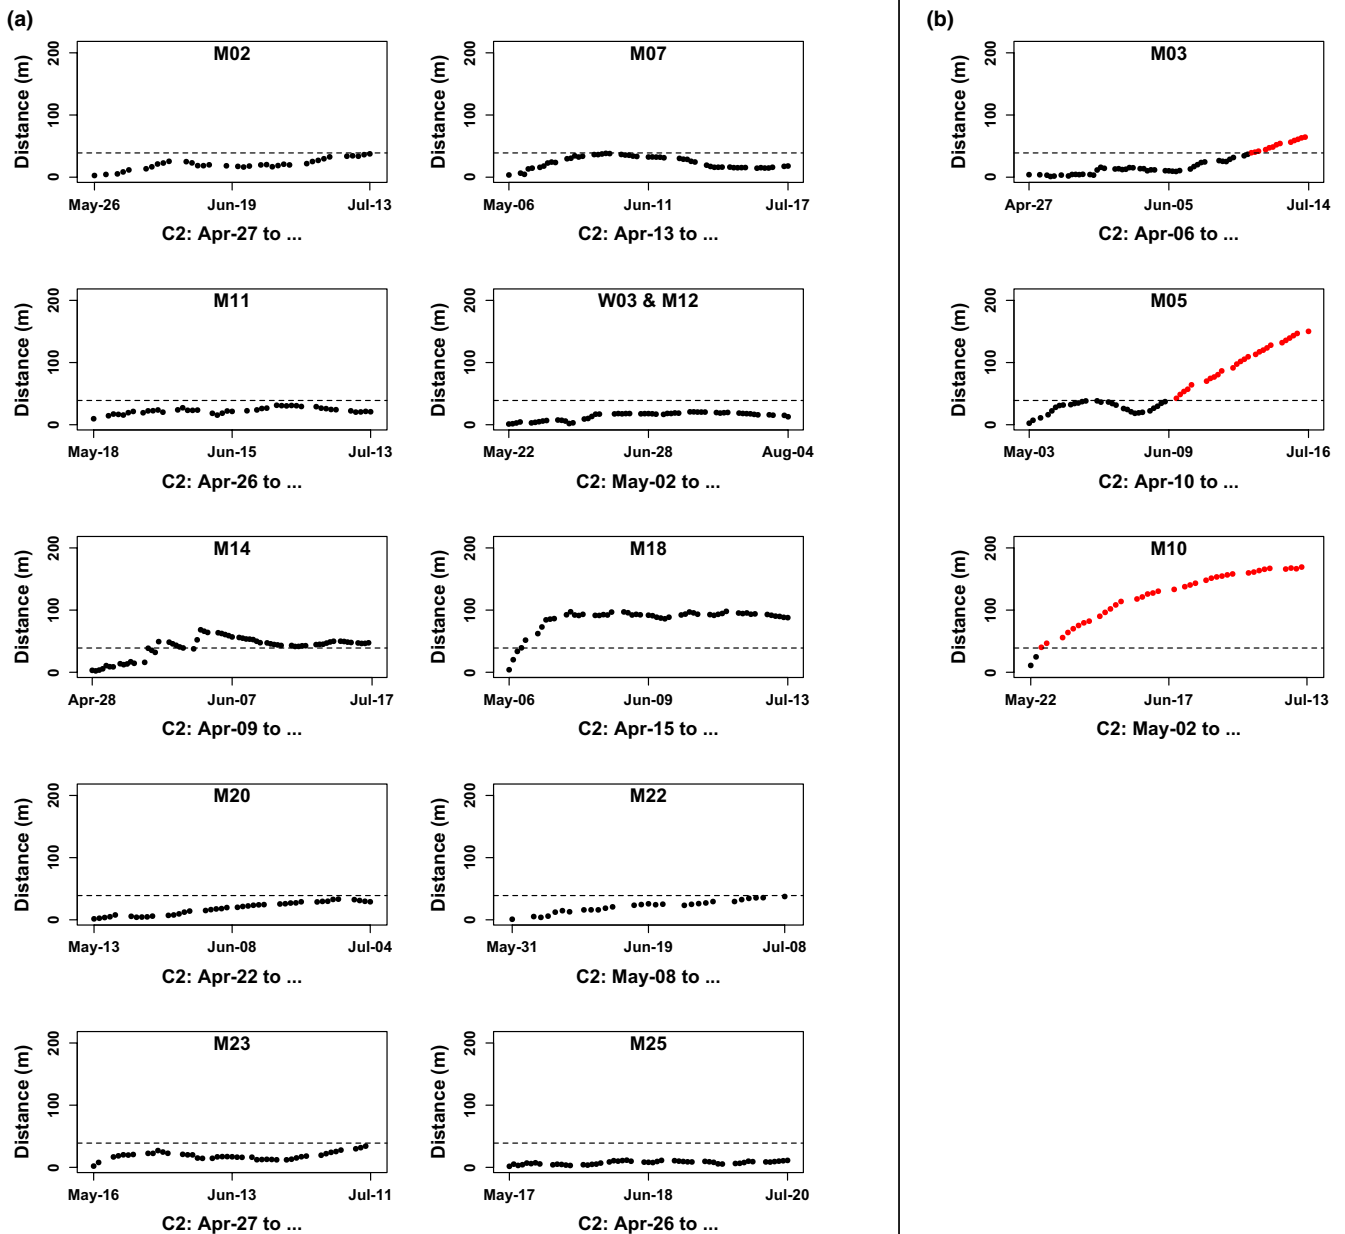 (a)
(b)
M02
Distance (m)
0 100 200
May-26 Jun-19 Jul-13
C2: Apr-27 to ...
M07
Distance (m)
0 100 200
May-06 Jun-11 Jul-17
C2: Apr-13 to ...
M03
Distance (m)
0 100 200
Apr-27 Jun-05 Jul-14
C2: Apr-06 to ...
M11
Distance (m)
0 100 200
May-18 Jun-15 Jul-13
C2: Apr-26 to ...
W03 & M12
Distance (m)
0 100 200
May-22 Jun-28 Aug-04
C2: May-02 to ...
M05
Distance (m)
0 100 200
May-03 Jun-09 Jul-16
C2: Apr-10 to ...
M14
Distance (m)
0 100 200
Apr-28 Jun-07 Jul-17
C2: Apr-09 to ...
M18
Distance (m)
0 100 200
May-06 Jun-09 Jul-13
C2: Apr-15 to ...
M10
Distance (m)
0 100 200
May-22 Jun-17 Jul-13
C2: May-02 to ...
M20
Distance (m)
0 100 200
May-13 Jun-08 Jul-04
C2: Apr-22 to ...
M22
Distance (m)
0 100 200
May-31 Jun-19 Jul-08
C2: May-08 to ...
M23
Distance (m)
0 100 200
May-16 Jun-13 Jul-11
C2: Apr-27 to ...
M25
Distance (m)
0 100 200
May-17 Jun-18 Jul-20
C2: Apr-26 to ...